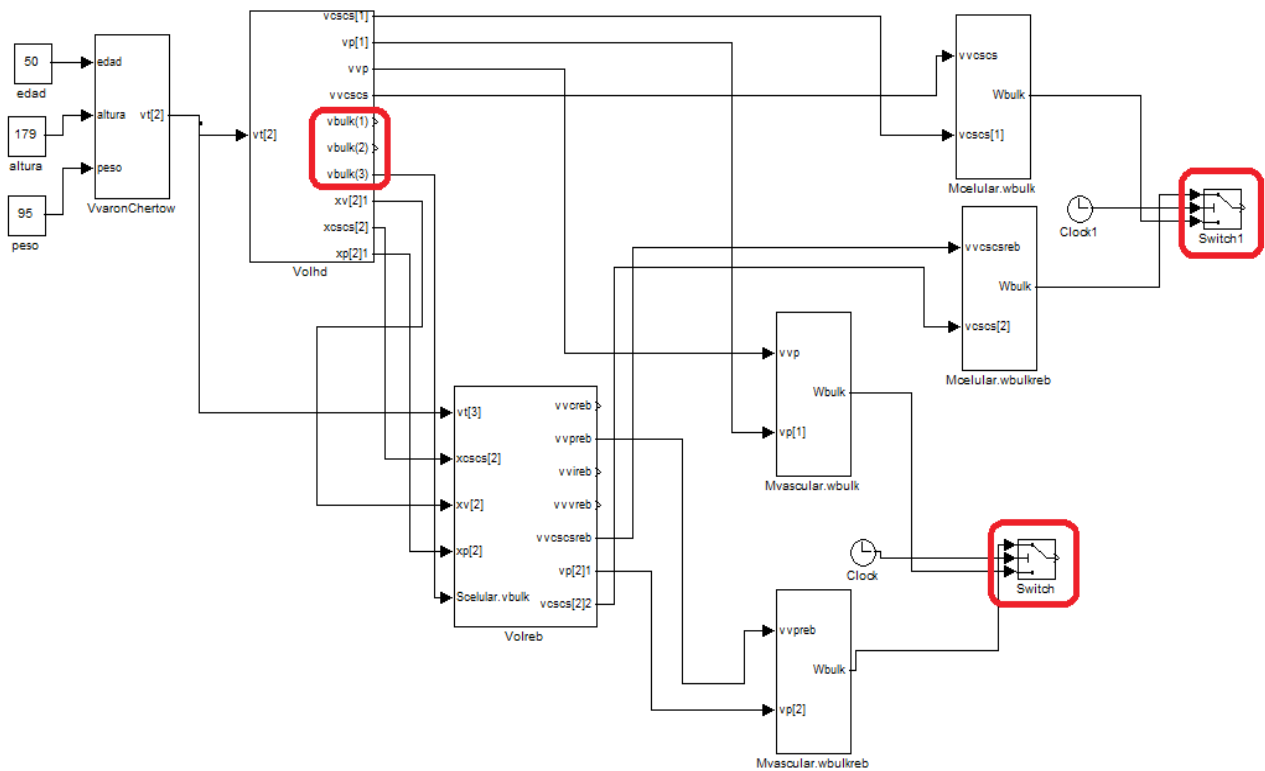 50
edad
179
altura
95
peso
edad
altura
peso
vt[2]
VvaronChertow
vt[2]
vcscs[1]
vp[1]
vvp
vvcscs
vbulk(1)
vbulk(2)
vbulk(3)
xv[2]1
xcscs[2]
xp[2]1
Volhd
vt[3]
xcscs[2]
xv[2]
xp[2]
Scelular.vbulk
vvcreb
vvpreb
vvireb
vvvreb
vvcscsreb
vp[2]1
vcscs[2]2
Volreb
vvcscs
vcscs[1]
Wbulk
Mcelular.wbulk
vvcscsreb
vcscs[2]
Wbulk
Mcelular.wbulkreb
Clock1
Switch1
vvp
vp[1]
Wbulk
Mvascular.wbulk
Clock
Switch
vvpreb
vp[2]
Wbulk
Mvascular.wbulkreb